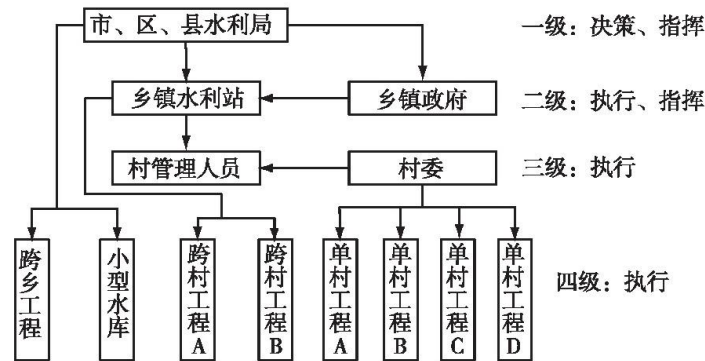 市、区、县水利局
一级：决策、指挥
乡镇水利站
乡镇政府
二级：执行、指挥
村管理人员
村委
三级：执行
跨乡工程
小型水库
跨村工程A
跨村工程B
单村工程A
单村工程B
单村工程C
单村工程D
四级：执行